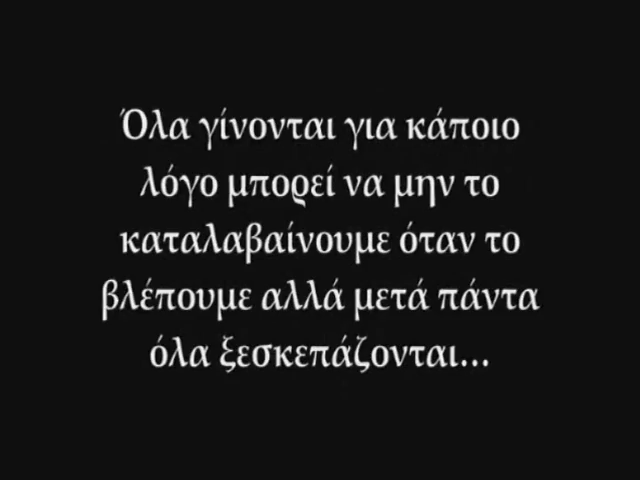 Όλα γίνονται για κάποιο
λόγο μπορεί να μην το
καταλαβαίνουμε όταν το
βλέπουμε αλλά μετά πάντα
όλα ξεσκεπάζονται...